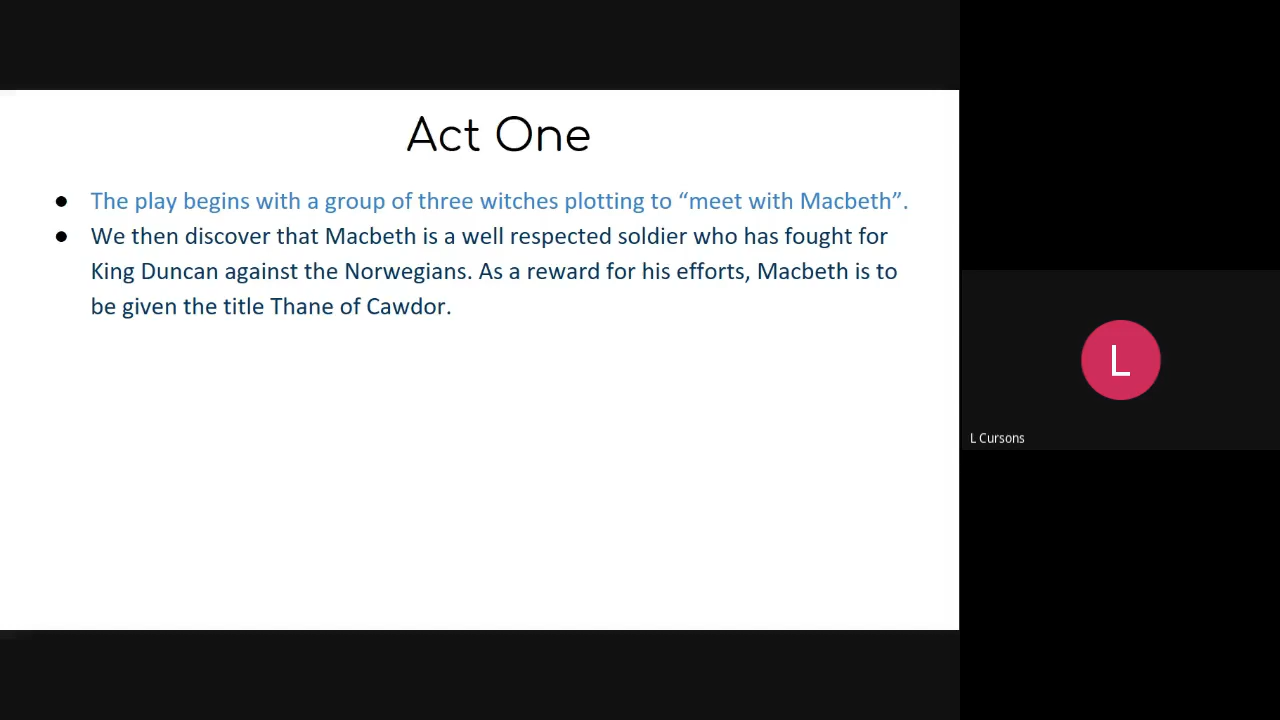 Act One
● The play begins with a group of three witches plotting to “meet with Macbeth”.
● We then discover that Macbeth is a well respected soldier who has fought for
King Duncan against the Norwegians. As a reward for his efforts, Macbeth is to
be given the title Thane of Cawdor.
L
L Cursons